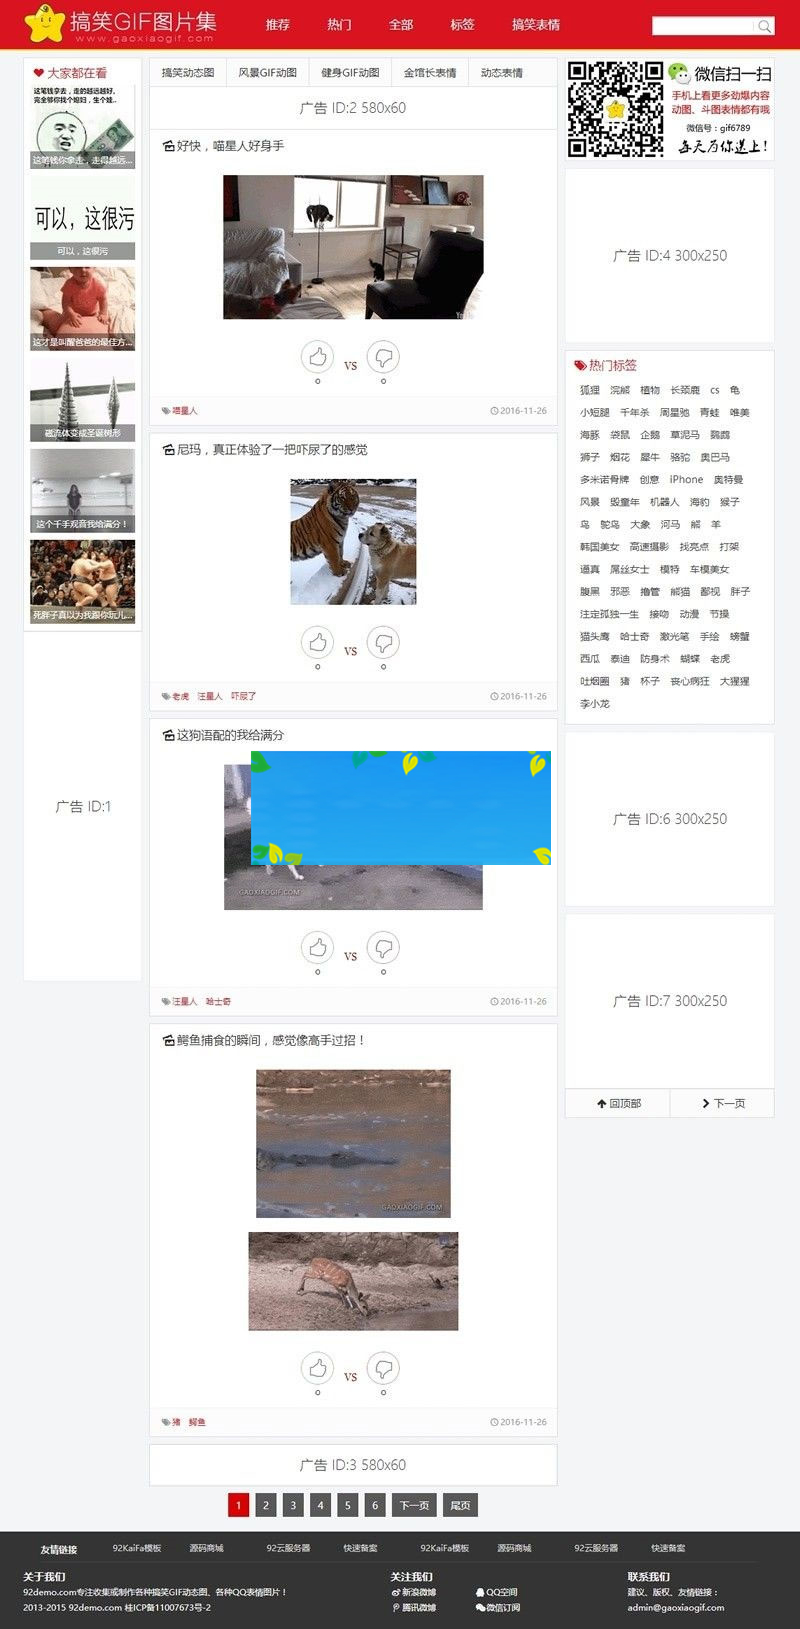 搞笑GIF图片集
www.gaoxiaogif.com
推荐 热门 全部 标签 搞笑表情
大家都在看
这笔钱拿去，走的越远越好。
这笔钱你拿走，走得越远...
可以，这很污
可以，这很污
这才是叫醒爸爸的最佳方...
磁流体变成圣诞树形
这个千手观音我给满分！
死胖子真以为我跟你玩儿...
广告 ID:1
搞笑动态图 风景GIF动图 健身GIF动图 金馆长表情 动态表情
广告 ID:2 580x60
好快，喵星人好身手
VS
0 0
喵星人 2016-11-26
尼玛，真正体验了一把吓尿了的感觉
VS
0 0
老虎 汪星人 吓尿了 2016-11-26
这狗语配的我给满分
GAOXIAOGIF.COM
VS
0 0
汪星人 哈士奇 2016-11-26
鳄鱼捕食的瞬间，感觉像高手过招！
GAOXIAOGIF.COM
VS
0 0
猪 鳄鱼 2016-11-26
广告 ID:3 580x60
1 2 3 4 5 6 下一页 尾页
微信扫一扫
手机上看更多劲爆内容
动图、斗图表情都有哦
微信号：gif6789
每天为你送上！
广告 ID:4 300x250
热门标签
狐狸 浣熊 植物 长颈鹿 cs 龟
小短腿 千年杀 周星驰 青蛙 唯美
海豚 袋鼠 企鹅 草泥马 鹦鹉
狮子 烟花 犀牛 骆驼 奥巴马
多米诺骨牌 创意 iPhone 奥特曼
风景 毁童年 机器人 海豹 猴子
鸟 鸵鸟 大象 河马 熊 羊
韩国美女 高速摄影 找亮点 打架
逼真 屌丝女士 模特 车模美女
腹黑 邪恶 撸管 熊猫 鄙视 胖子
注定孤独一生 接吻 动漫 节操
猫头鹰 哈士奇 激光笔 手绘 螃蟹
西瓜 泰迪 防身术 蝴蝶 老虎
吐烟圈 猪 杯子 丧心病狂 大猩猩
李小龙
广告 ID:6 300x250
广告 ID:7 300x250
回顶部 下一页
友情链接 92KaiFa模板 源码商城 92云服务器 快速备案 92KaiFa模板 源码商城 92云服务器 快速备案
关于我们
92demo.com专注收集或制作各种搞笑GIF动态图、各种QQ表情图片！
2013-2015 92demo.com 桂ICP备11007673号-2
关注我们
新浪微博 QQ空间
腾讯微博 微信订阅
联系我们
建议、版权、友情链接：
admin@gaoxiaogif.com